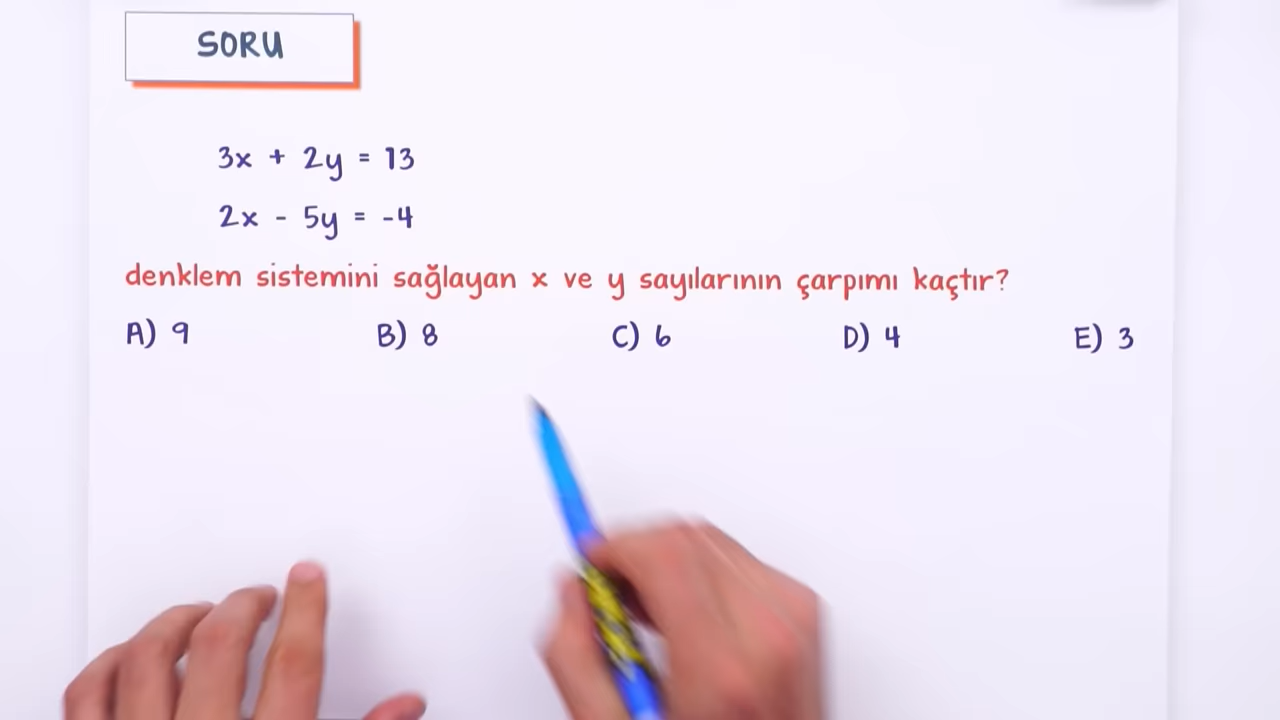 SORU
3x + 2y = 13
2x - 5y = -4
denklem sistemini sağlayan x ve y sayılarının çarpımı kaçtır?
A) 9 B) 8 C) 6 D) 4 E) 3